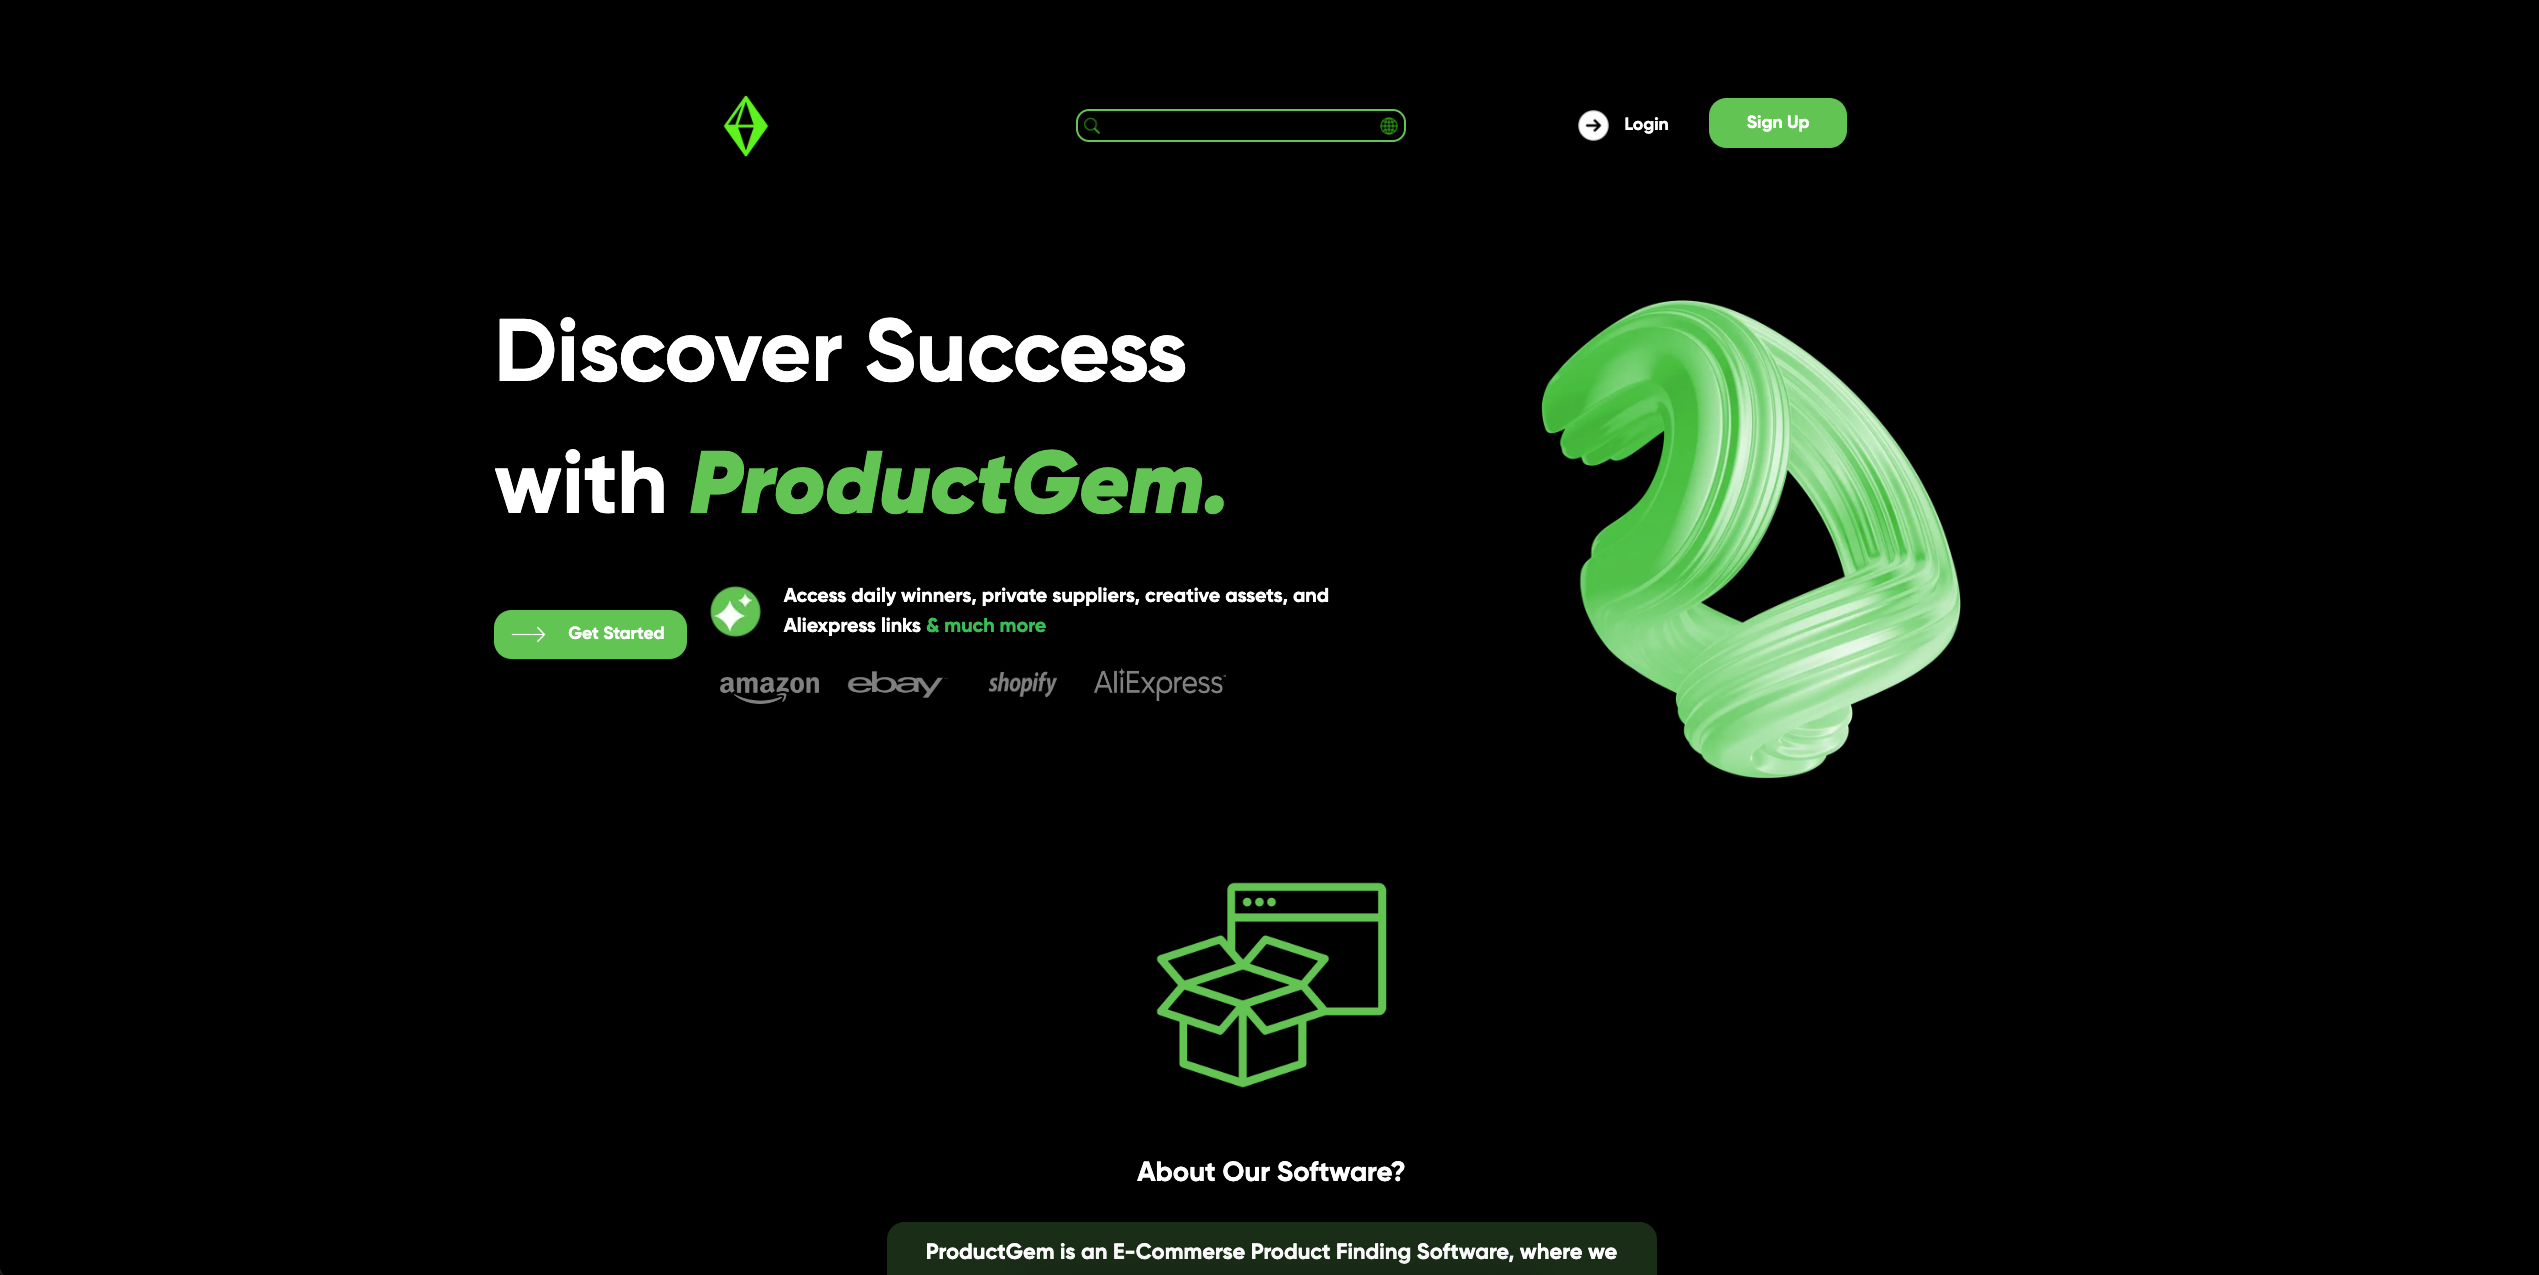 Login
Sign Up
Discover Success
with ProductGem.
Get Started
Access daily winners, private suppliers, creative assets, and
Aliexpress links & much more
amazon
ebay
shopify
AliExpress
About Our Software?
ProductGem is an E-Commerse Product Finding Software, where we